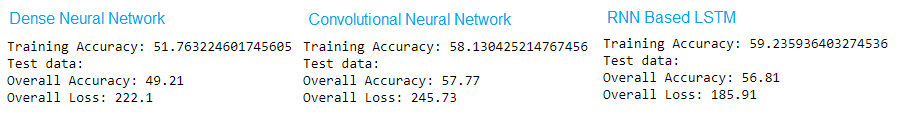 Dense Neural Network
Training Accuracy: 51.763224601745605
Test data:
Overall Accuracy: 49.21
Overall Loss: 222.1
Convolutional Neural Network
Training Accuracy: 58.130425214767456
Test data:
Overall Accuracy: 57.77
Overall Loss: 245.73
RNN Based LSTM
Training Accuracy: 59.235936403274536
Test data:
Overall Accuracy: 56.81
Overall Loss: 185.91